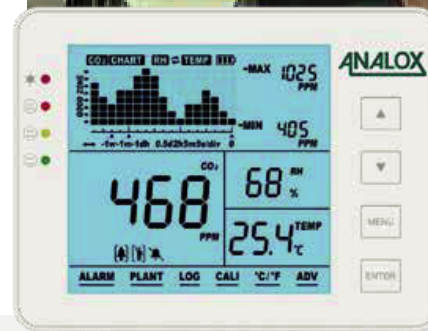 ANALOX
CO2 CHART RH TEMP
MAX 1025 PPM
MIN 405 PPM
CO₂
468 PPM
68 RH %
25.4 TEMP °C
ALARM PLANT LOG CALI °C/°F ADV
MENU
ENTER